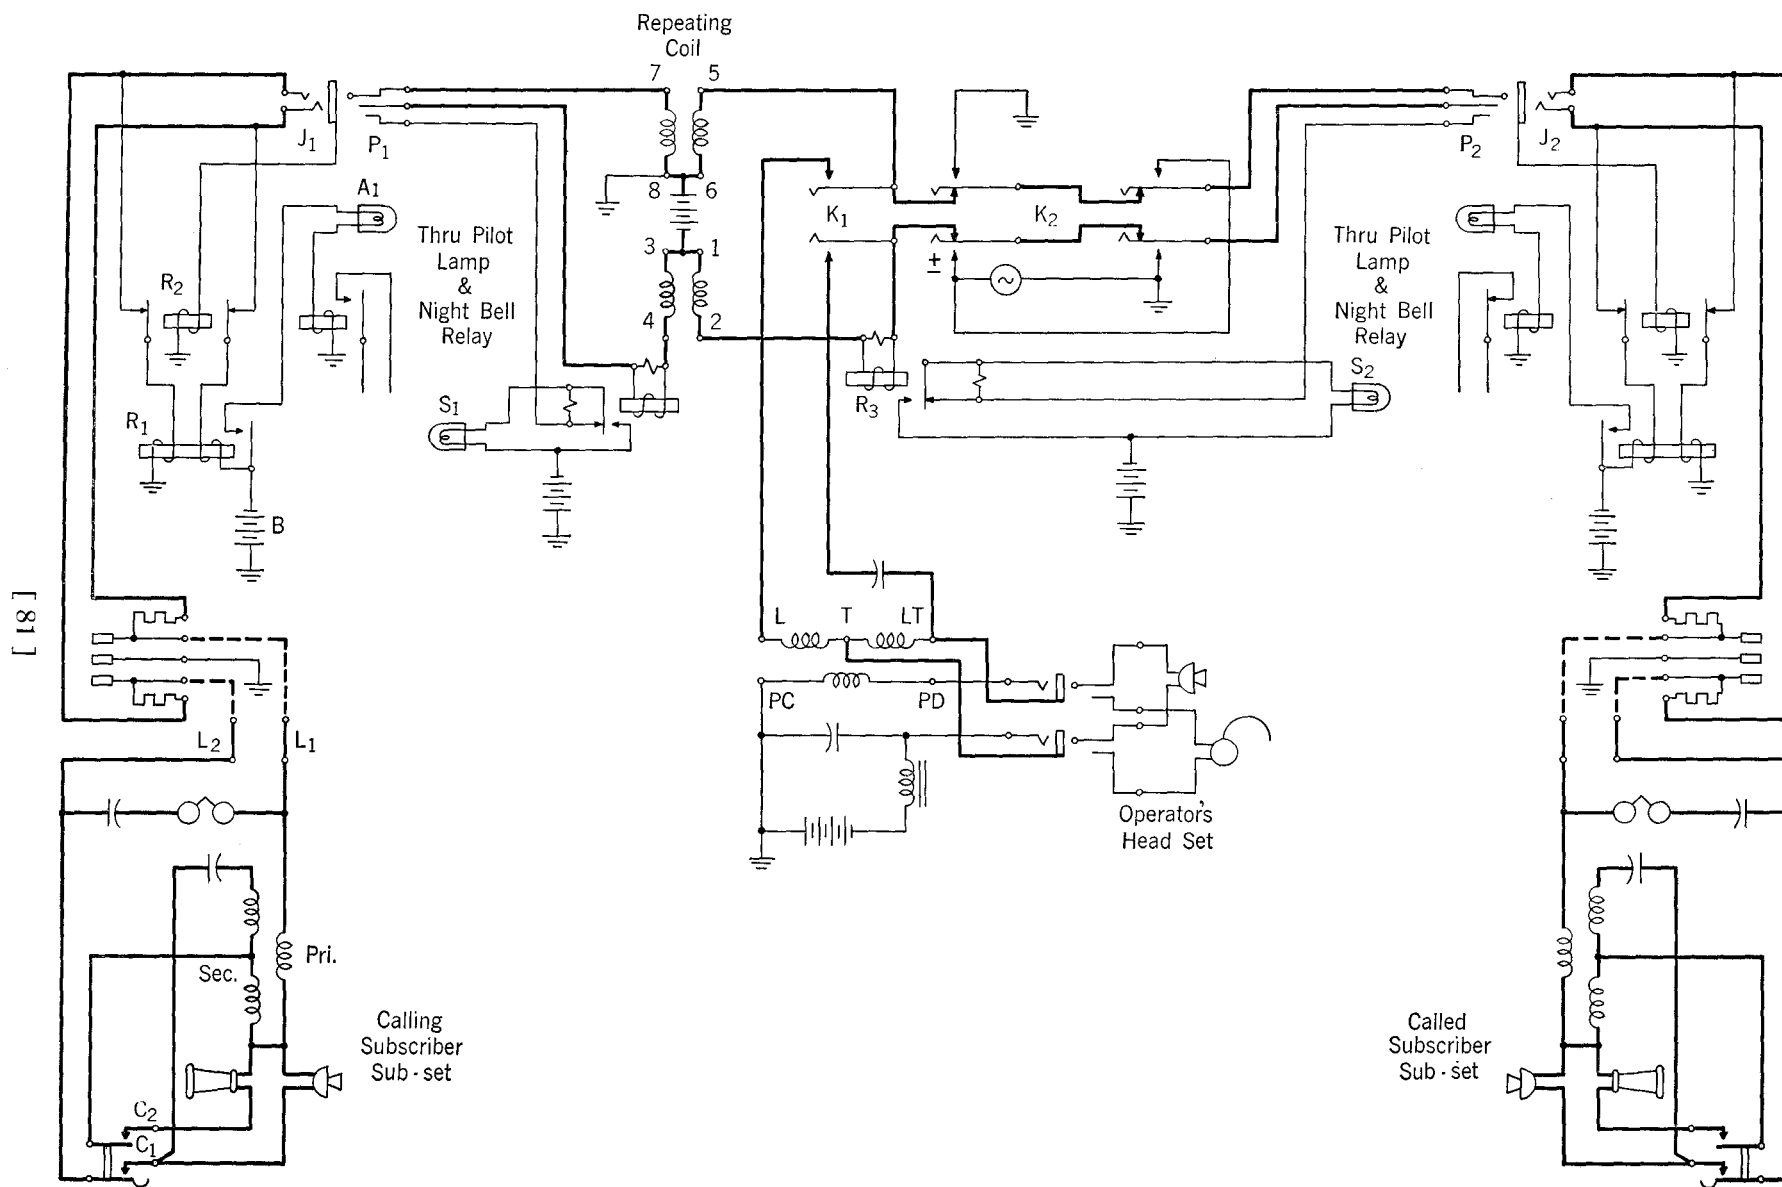 Repeating
Coil
7 5
8 6
3 1
4 2
J1
P1
A1
R2
R1
B
Thru Pilot
Lamp
&
Night Bell
Relay
S1
K1
K2
±
R3
S2
P2
J2
Thru Pilot
Lamp
&
Night Bell
Relay
[ 81 ]
L T LT
PC PD
Operator's
Head Set
L2 L1
Pri.
Sec.
Calling
Subscriber
Sub-set
C2
C1
Called
Subscriber
Sub-set